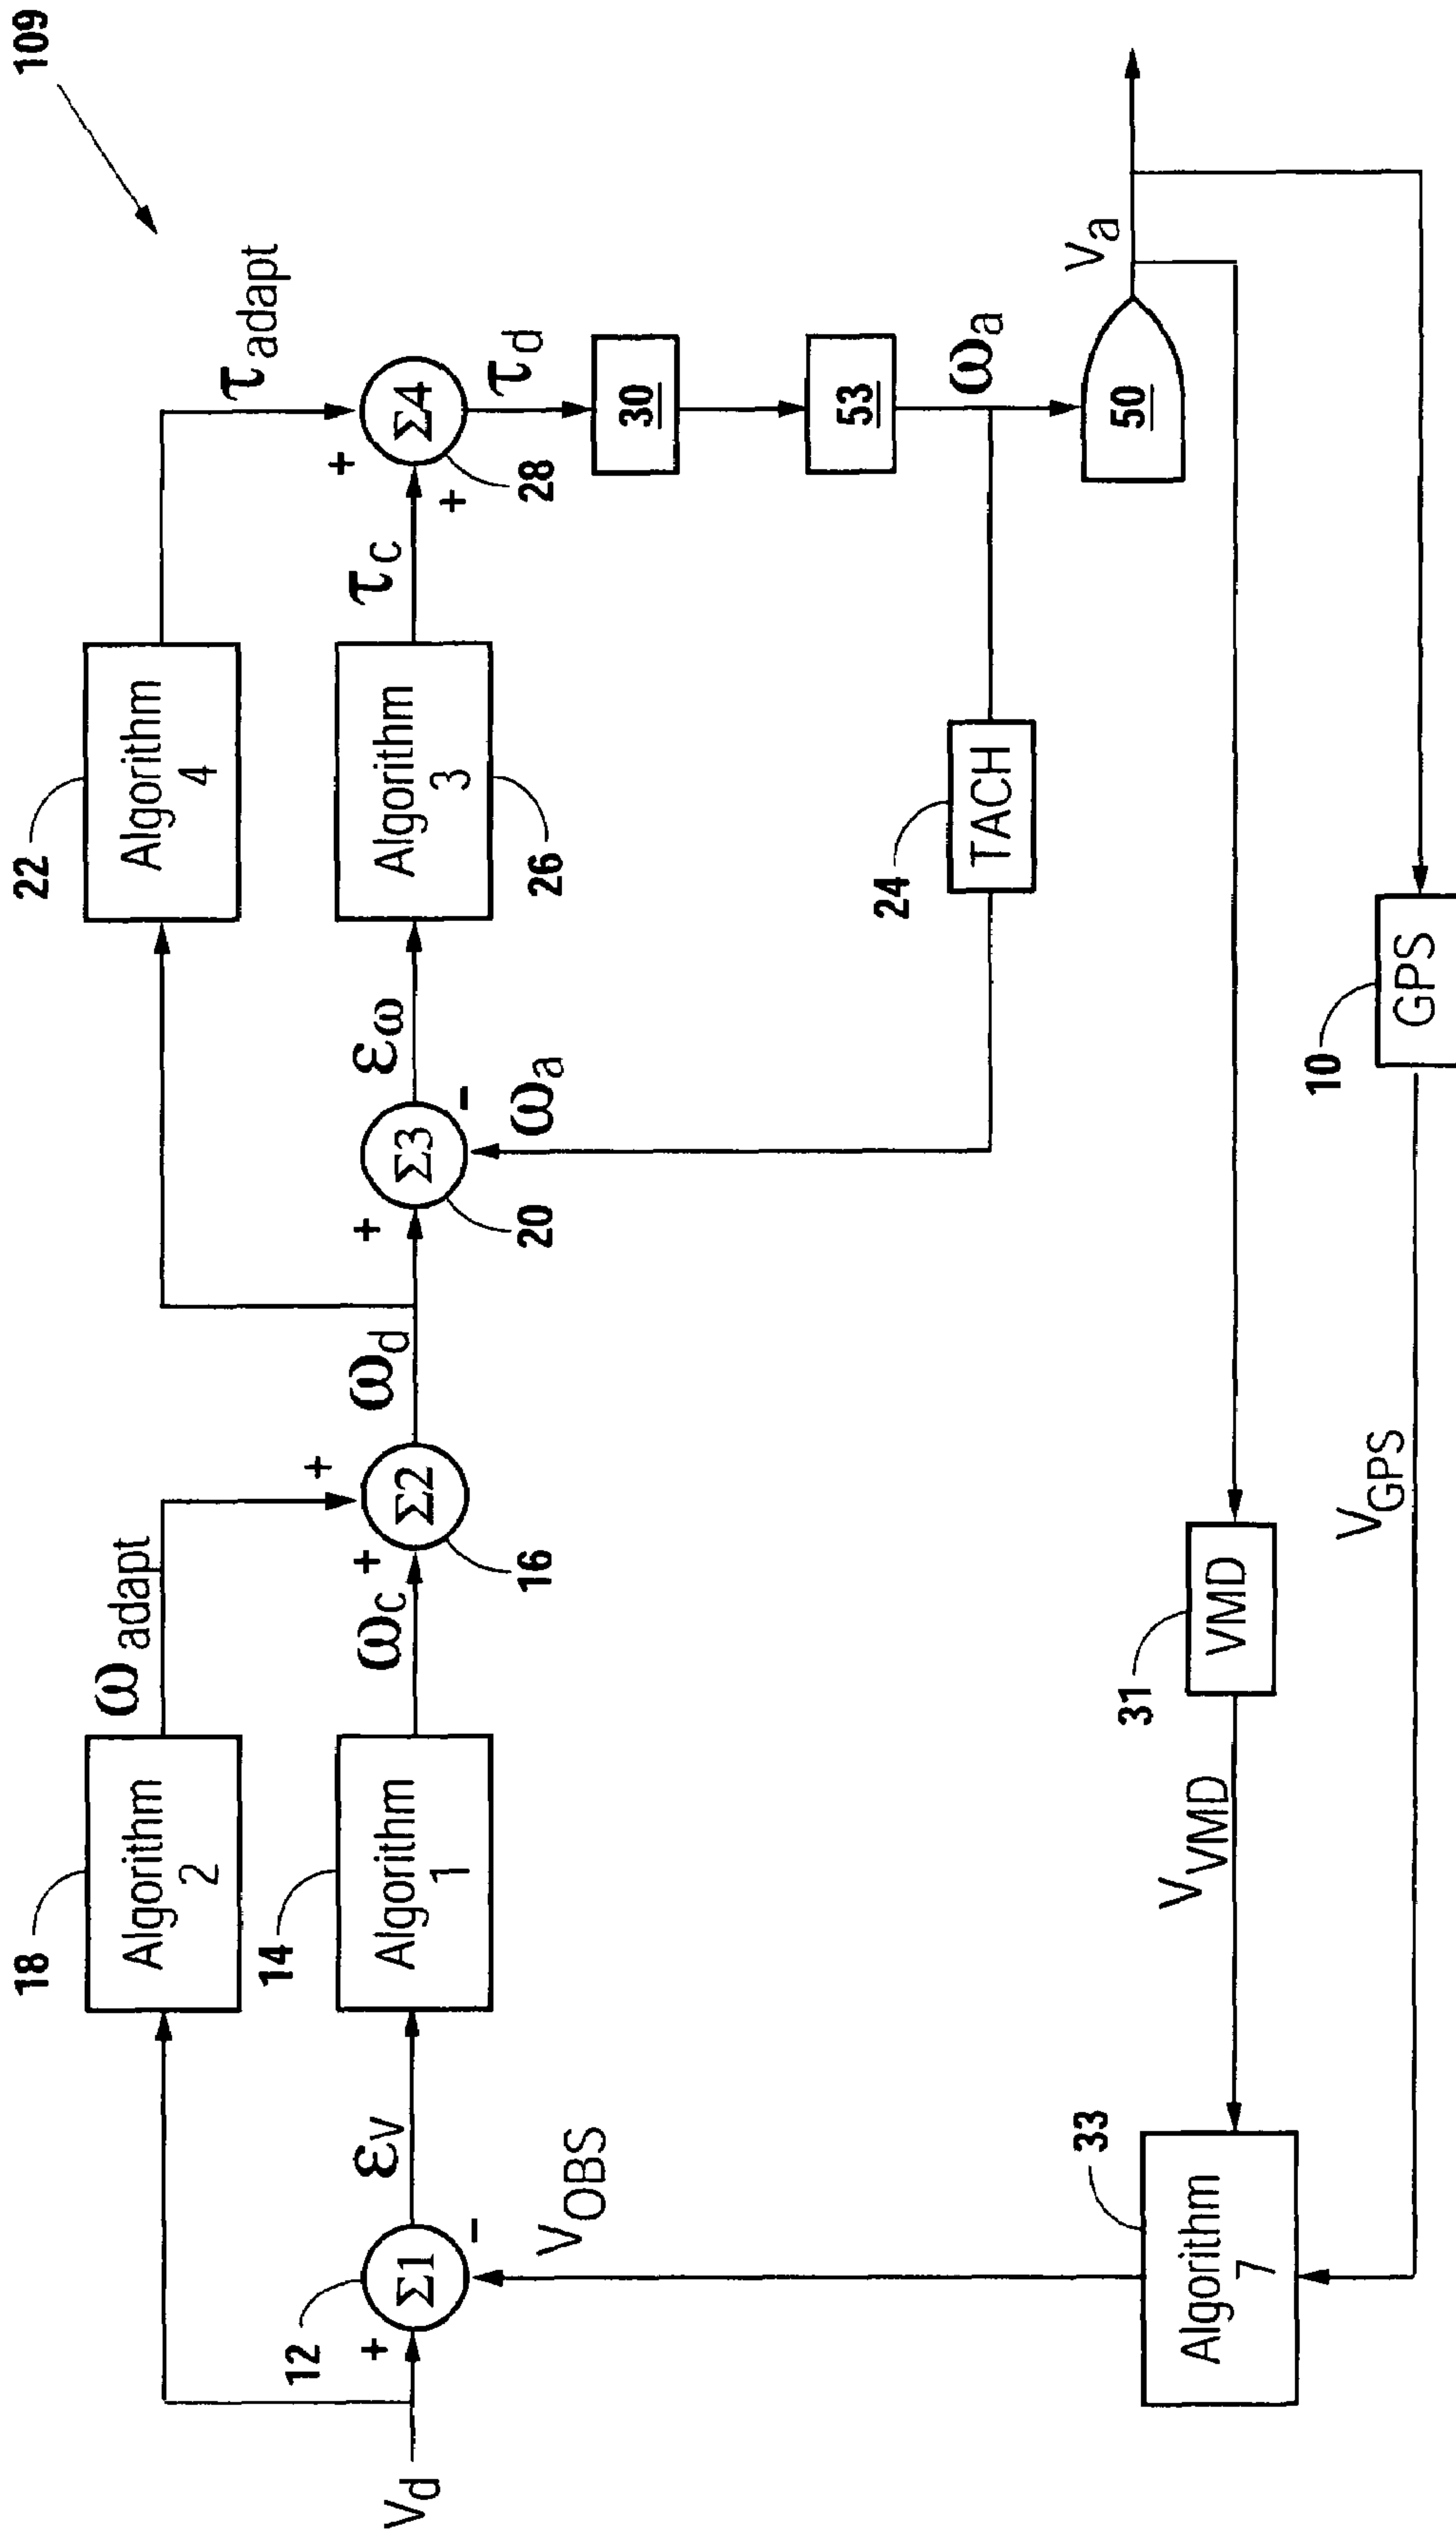 109
22
Algorithm
4
τadapt
18
Algorithm
2
ωadapt
Vd
+
12
Σ1
-
εV
14
Algorithm
1
ωc
+
+
Σ2
16
ωd
+
Σ3
20
-
εω
Algorithm
3
26
τc
+
+
Σ4
28
τd
30
53
ωa
50
Va
ωa
24
TACH
VOBS
33
Algorithm
7
VVMD
31
VMD
VGPS
10
GPS